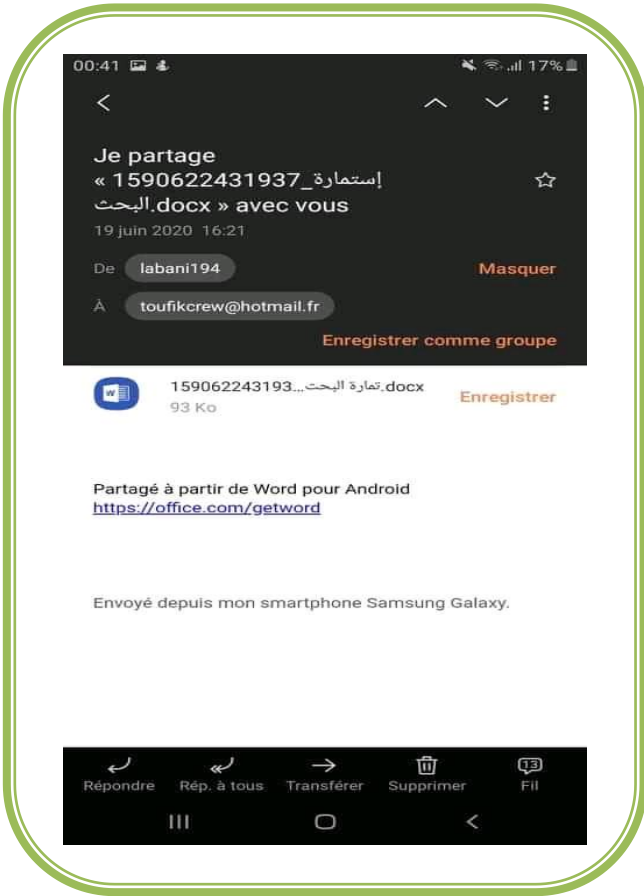 00:41 17%
Je partage
« 1590622431937_إستمارة
البحث.docx » avec vous
19 juin 2020 16:21
De labani194 Masquer
À toufikcrew@hotmail.fr
Enregistrer comme groupe
159062243193...تمارة البحث.docx Enregistrer
93 Ko
Partagé à partir de Word pour Android
https://office.com/getword
Envoyé depuis mon smartphone Samsung Galaxy.
13
Répondre Rép. à tous Transférer Supprimer Fil